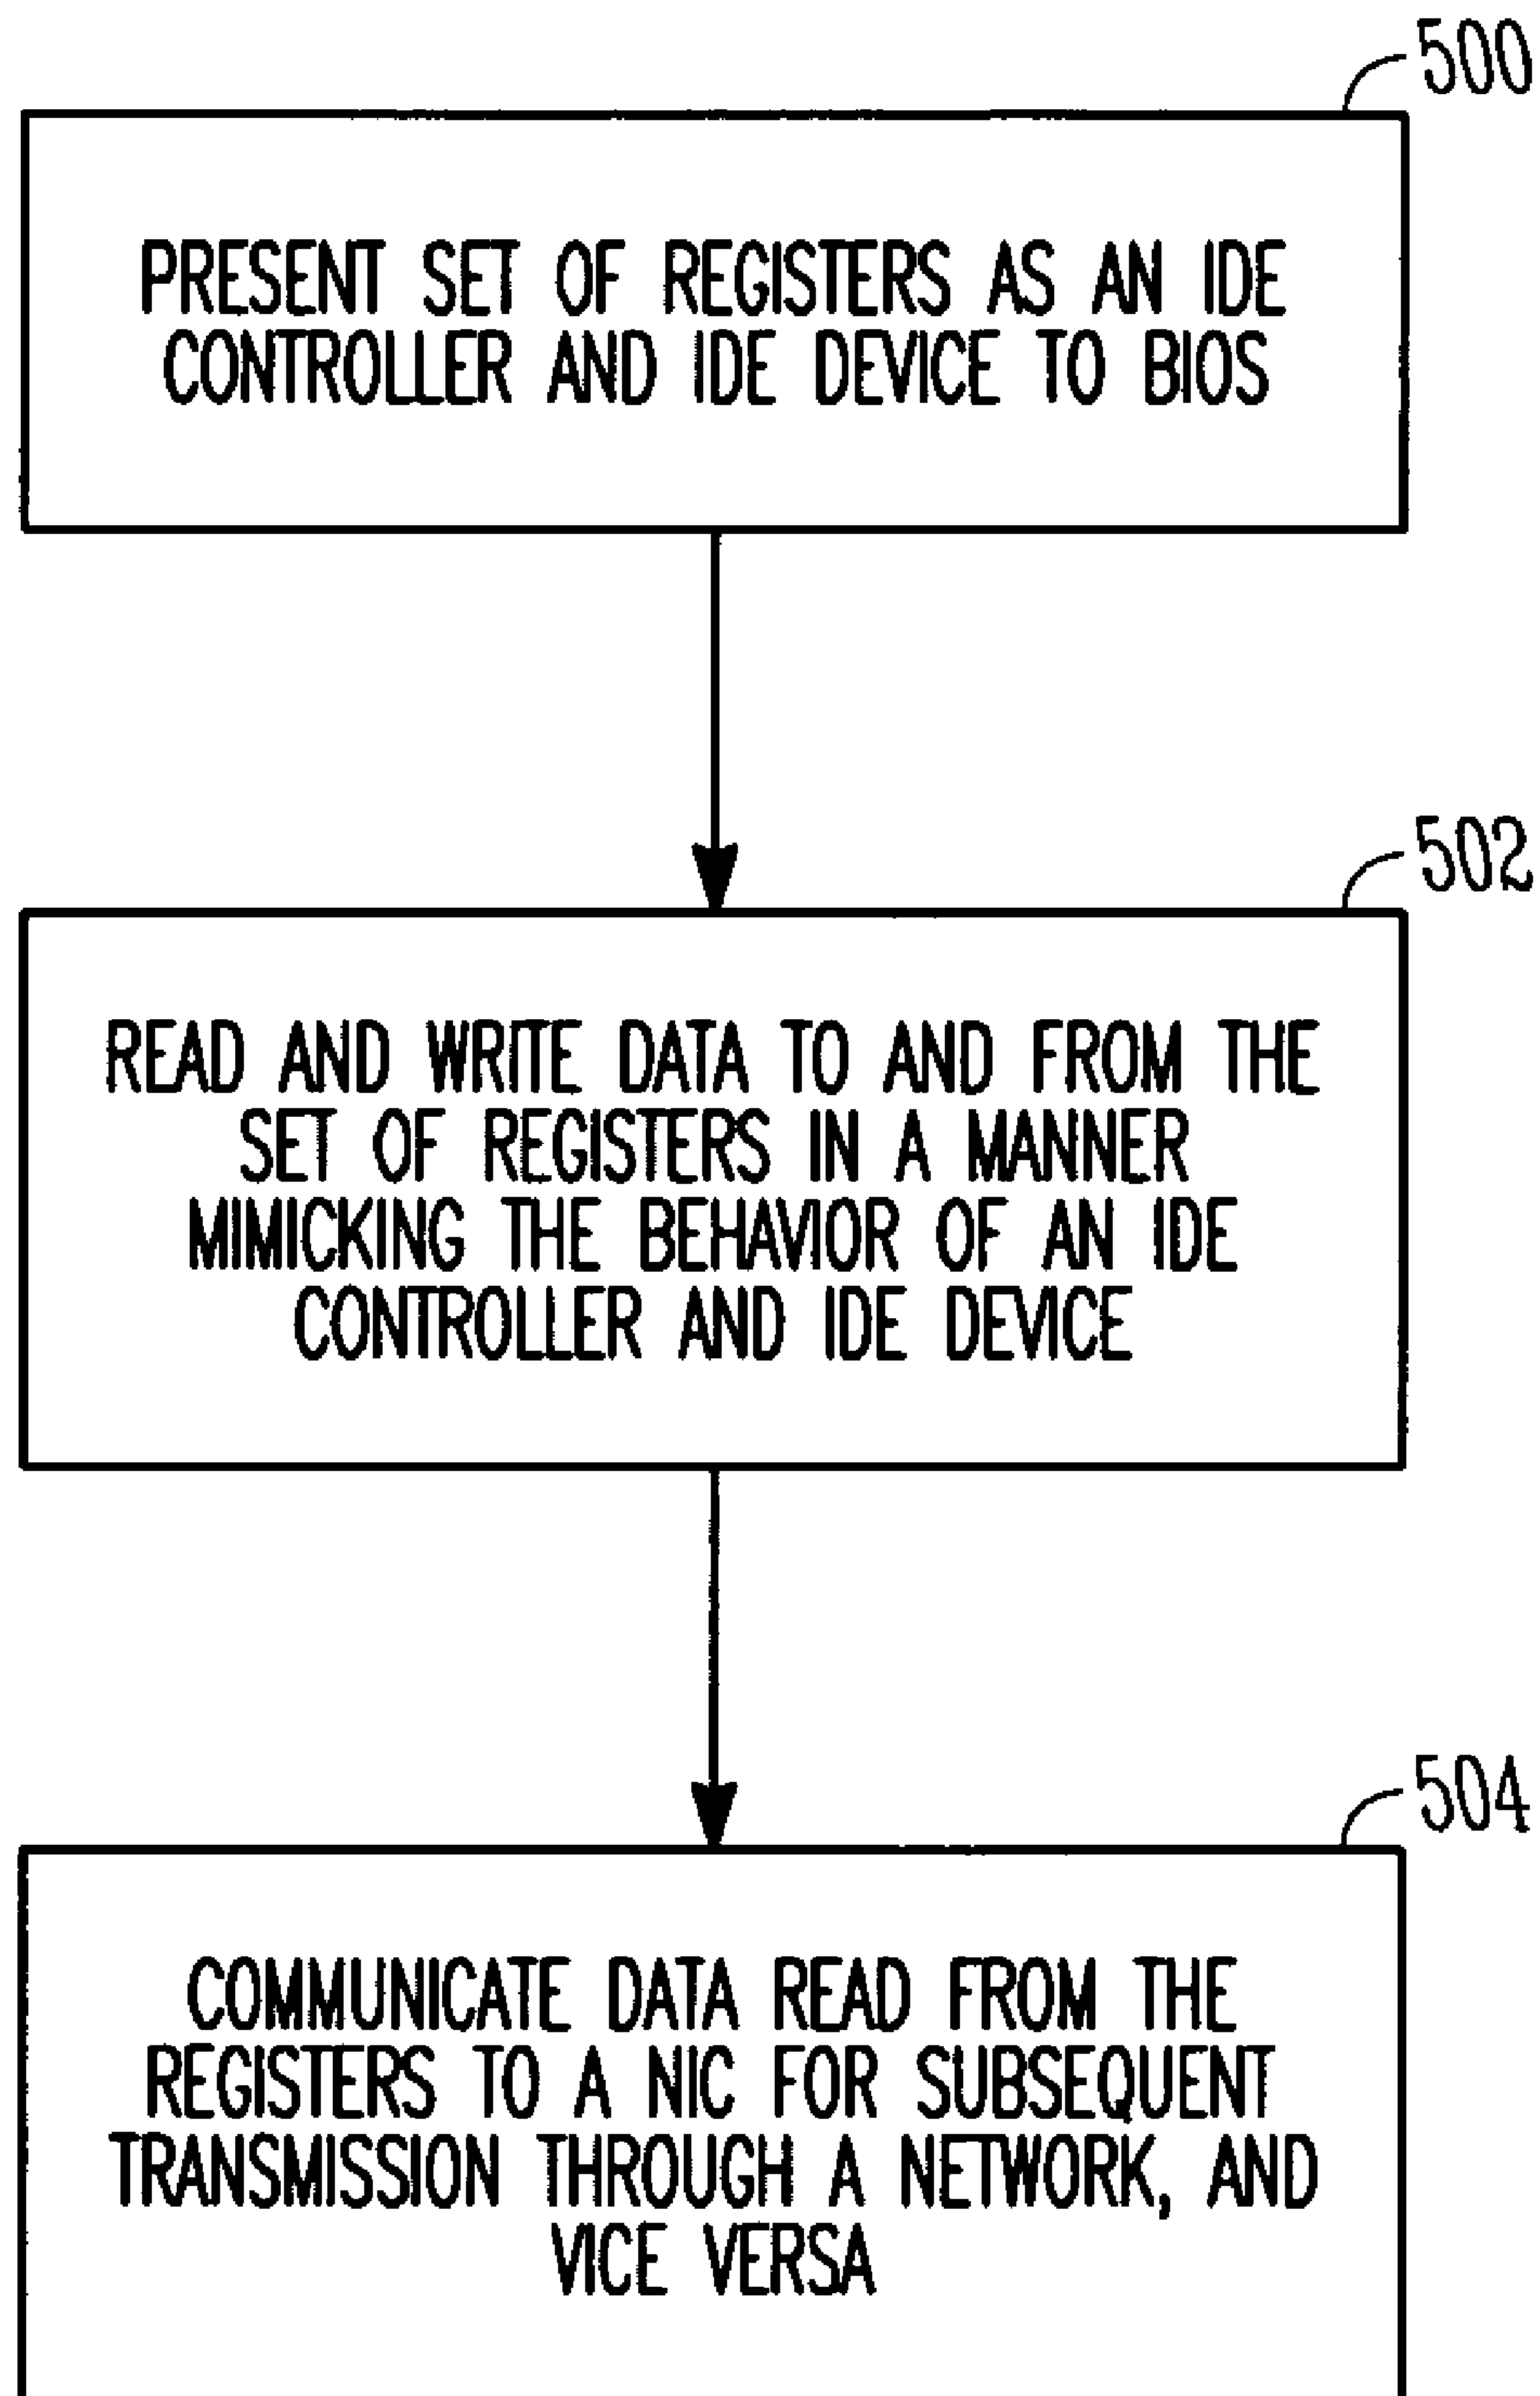 500
PRESENT SET OF REGISTERS AS AN IDE
CONTROLLER AND IDE DEVICE TO BIOS
502
READ AND WRITE DATA TO AND FROM THE
SET OF REGISTERS IN A MANNER
MIMICKING THE BEHAVIOR OF AN IDE
CONTROLLER AND IDE DEVICE
504
COMMUNICATE DATA READ FROM THE
REGISTERS TO A NIC FOR SUBSEQUENT
TRANSMISSION THROUGH A NETWORK, AND
VICE VERSA